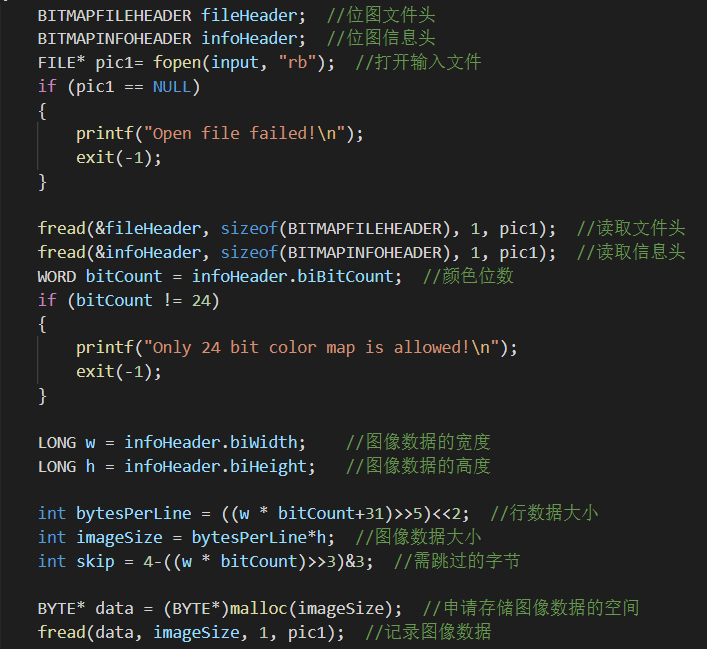 BITMAPFILEHEADER fileHeader;  //位图文件头
BITMAPINFOHEADER infoHeader;  //位图信息头
FILE* pic1= fopen(input, "rb");  //打开输入文件
if (pic1 == NULL)
{
    printf("Open file failed!\n");
    exit(-1);
}

fread(&fileHeader, sizeof(BITMAPFILEHEADER), 1, pic1);  //读取文件头
fread(&infoHeader, sizeof(BITMAPINFOHEADER), 1, pic1);  //读取信息头
WORD bitCount = infoHeader.biBitCount;  //颜色位数
if (bitCount != 24)
{
    printf("Only 24 bit color map is allowed!\n");
    exit(-1);
}

LONG w = infoHeader.biWidth;    //图像数据的宽度
LONG h = infoHeader.biHeight;   //图像数据的高度

int bytesPerLine = ((w * bitCount+31)>>5)<<2;  //行数据大小
int imageSize = bytesPerLine*h;  //图像数据大小
int skip = 4-((w * bitCount)>>3)&3;  //需跳过的字节

BYTE* data = (BYTE*)malloc(imageSize);  //申请存储图像数据的空间
fread(data, imageSize, 1, pic1);  //记录图像数据